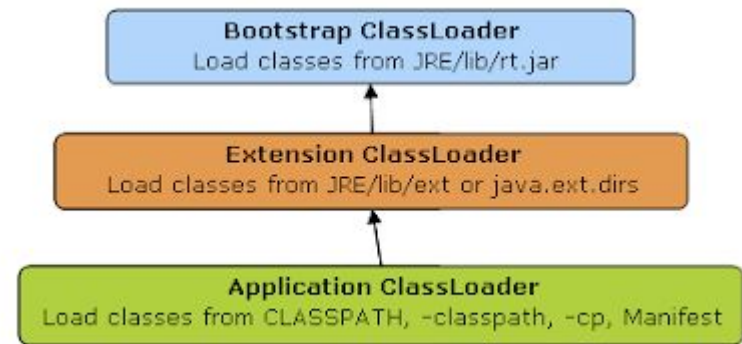 Bootstrap ClassLoader
Load classes from JRE/lib/rt.jar
Extension ClassLoader
Load classes from JRE/lib/ext or java.ext.dirs
Application ClassLoader
Load classes from CLASSPATH, -classpath, -cp, Manifest